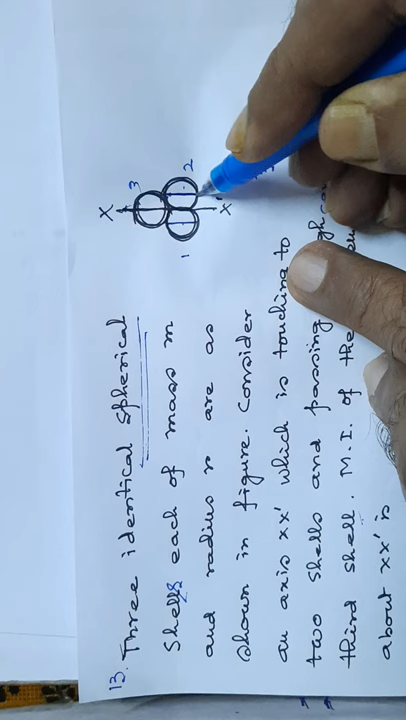 13. Three identical spherical
shells each of mass m
and radius r are as
shown in figure. Consider
an axis xx' which is touching to
two shells and passing
third shell. M.I. of the
about xx' is
X
3
2
1
X'